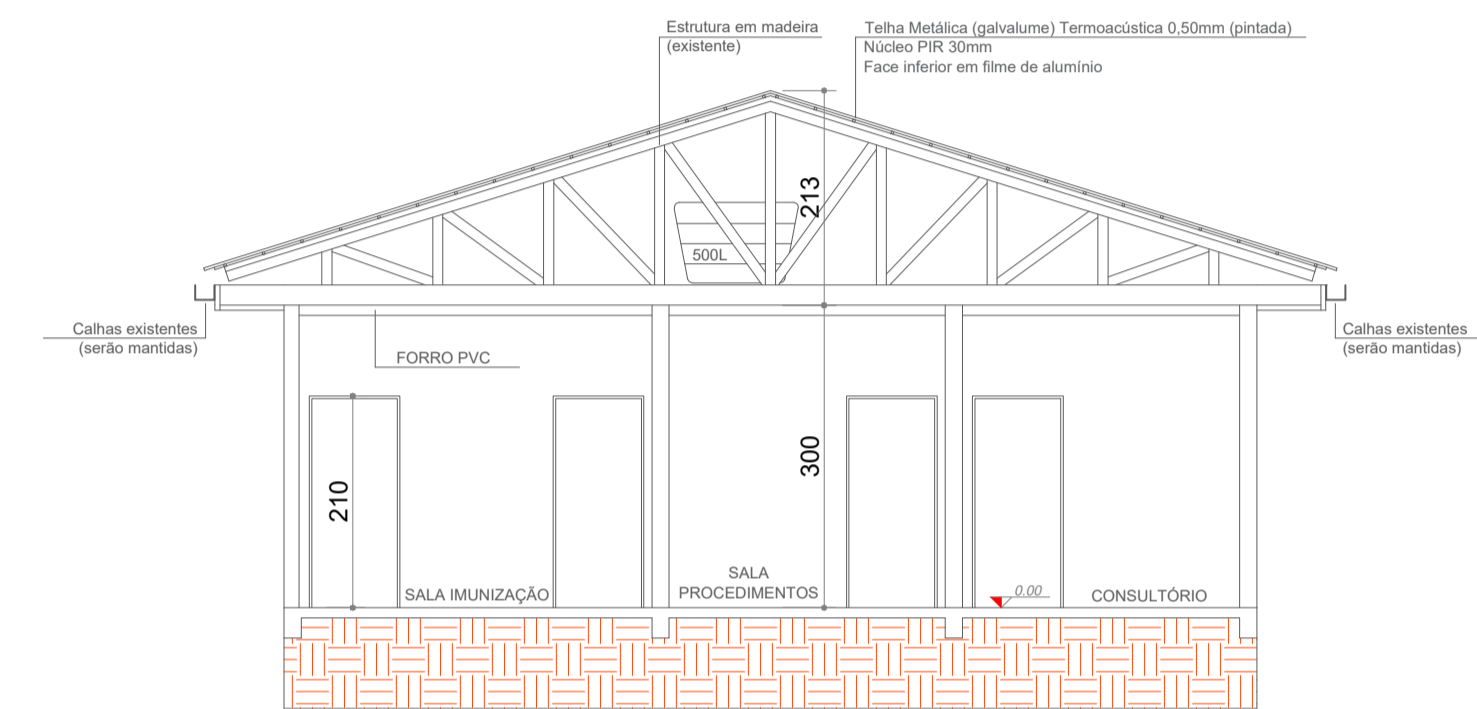 Estrutura em madeira
(existente)
Telha Metálica (galvalume) Termoacústica 0,50mm (pintada)
Núcleo PIR 30mm
Face inferior em filme de alumínio
213
500L
Calhas existentes
(serão mantidas)
Calhas existentes
(serão mantidas)
FORRO PVC
300
210
SALA IMUNIZAÇÃO
SALA
PROCEDIMENTOS
0.00
CONSULTÓRIO